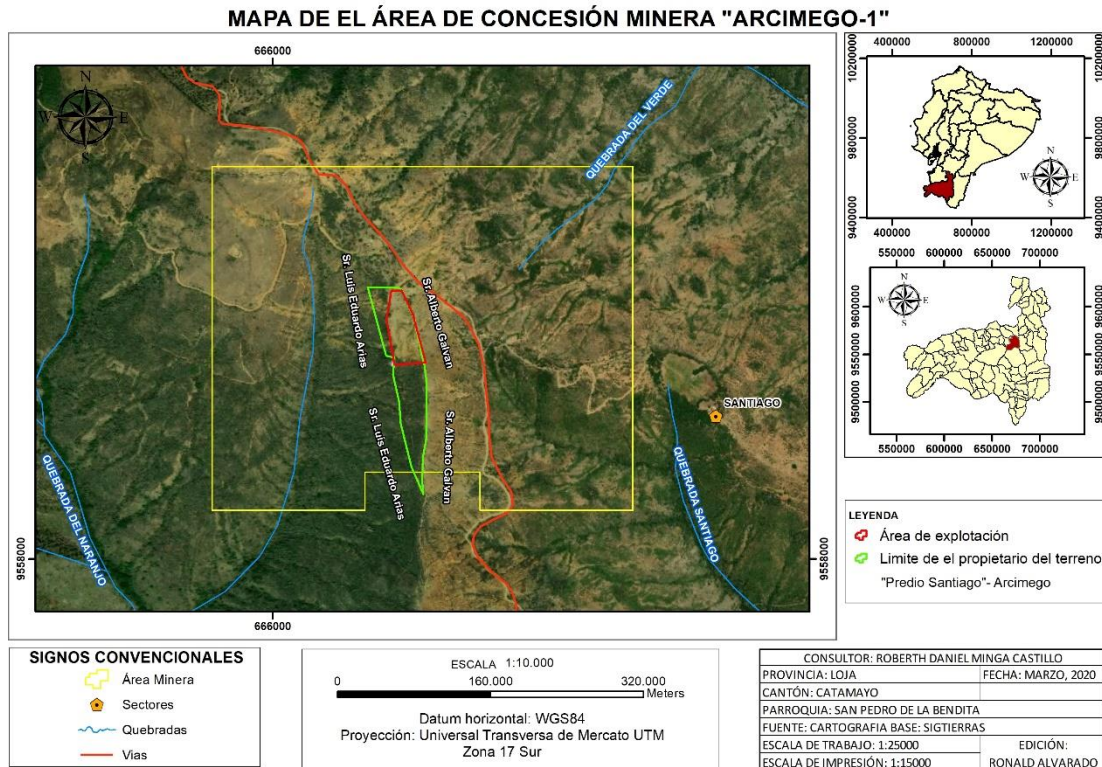 MAPA DE EL ÁREA DE CONCESIÓN MINERA "ARCIMEGO-1"
666000
N
W
E
S
QUEBRADA DEL VERDE
Sr. Luis Eduardo Arias
Sr. Alberto Galvan
SANTIAGO
Sr. Luis Eduardo Arias
Sr. Alberto Galvan
QUEBRADA DEL NARANJO
QUEBRADA SANTIAGO
9558000
9558000
666000
400000 800000 1200000
10200000
10200000
9800000
9800000
9400000
9400000
N
W
E
S
400000 800000 1200000
550000 600000 650000 700000
N
W
E
S
9600000
9600000
9550000
9550000
9500000
9500000
550000 600000 650000 700000
LEYENDA
Área de explotación
Limite de el propietario del terreno
"Predio Santiago"- Arcimego
SIGNOS CONVENCIONALES
Área Minera
Sectores
Quebradas
Vias
ESCALA 1:10.000
0 160.000 320.000
Meters
Datum horizontal: WGS84
Proyección: Universal Transversa de Mercato UTM
Zona 17 Sur
CONSULTOR: ROBERTH DANIEL MINGA CASTILLO
PROVINCIA: LOJA FECHA: MARZO, 2020
CANTÓN: CATAMAYO
PARROQUIA: SAN PEDRO DE LA BENDITA
FUENTE: CARTOGRAFIA BASE: SIGTIERRAS
ESCALA DE TRABAJO: 1:25000 EDICIÓN:
ESCALA DE IMPRESIÓN: 1:15000 RONALD ALVARADO